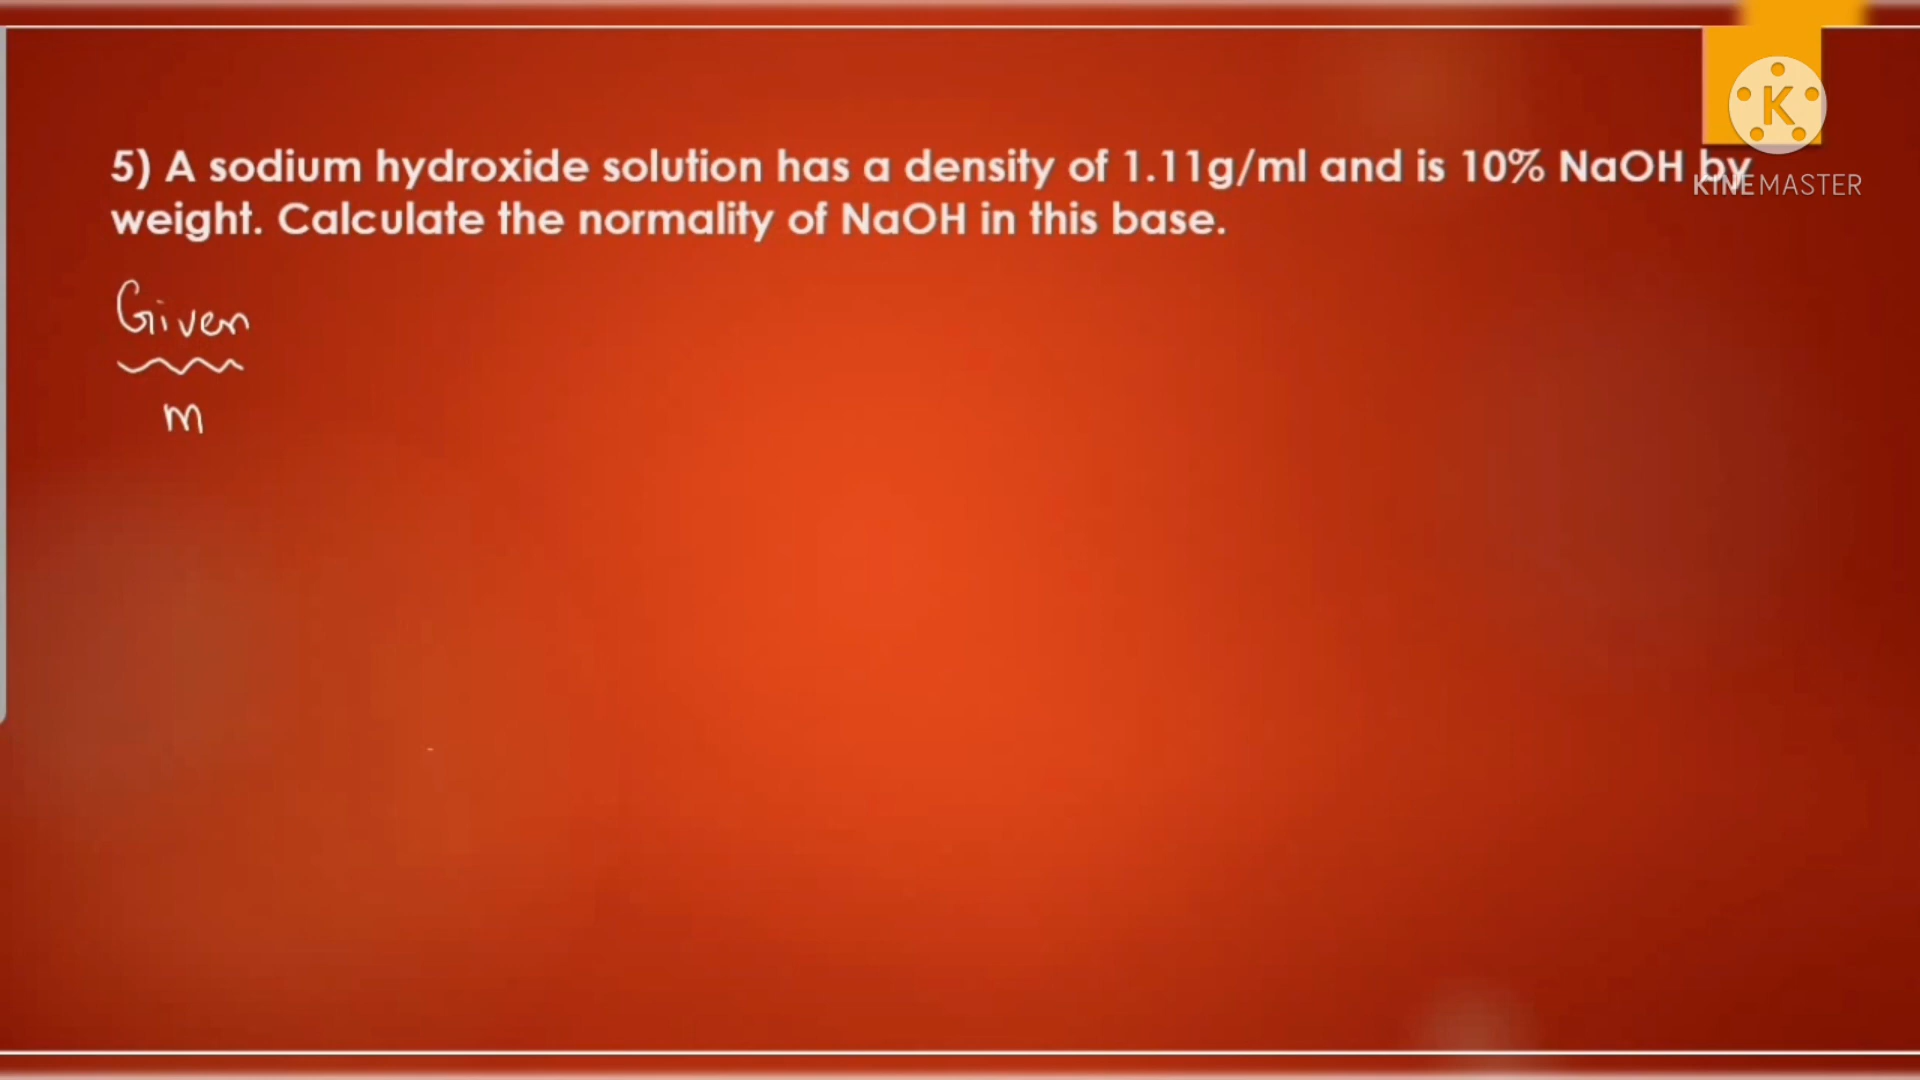 5) A sodium hydroxide solution has a density of 1.11g/ml and is 10% NaOH by
weight. Calculate the normality of NaOH in this base.
K
KINEMASTER
Given
m